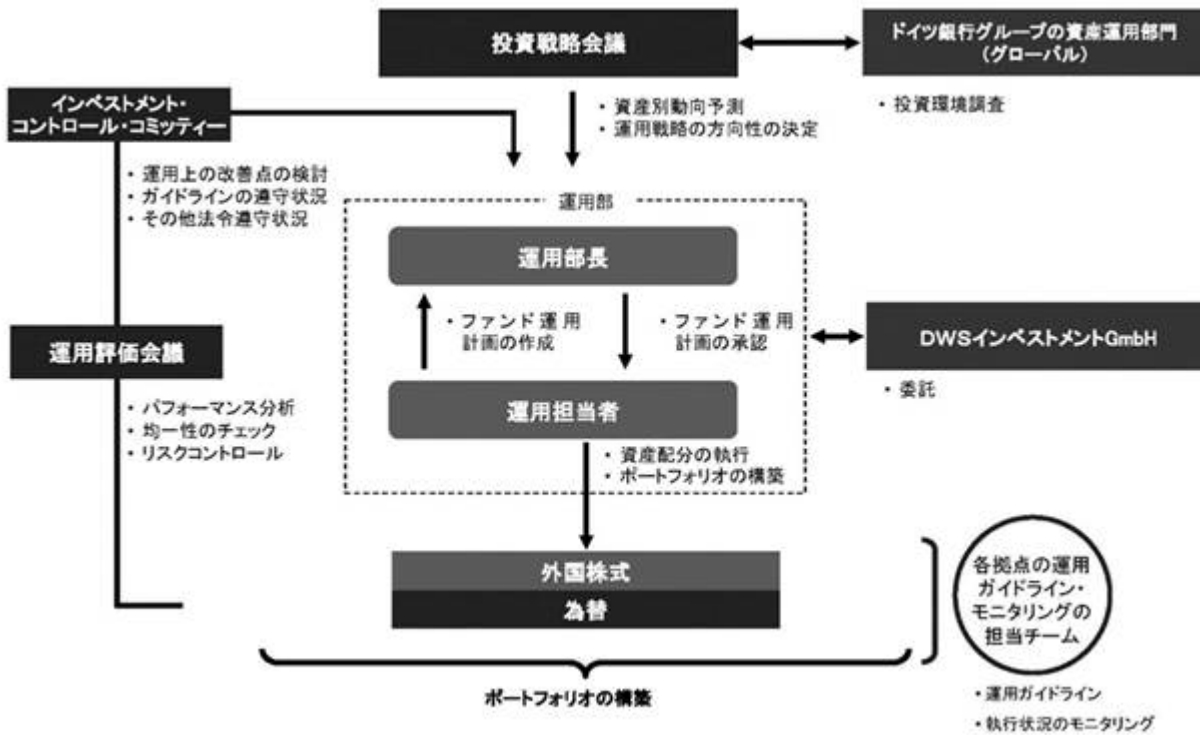 投資戦略会議
ドイツ銀行グループの資産運用部門
(グローバル)
・投資環境調査
・資産別動向予測
・運用戦略の方向性の決定
インベストメント・
コントロール・コミッティー
・運用上の改善点の検討
・ガイドラインの遵守状況
・その他法令遵守状況
運用部
運用部長
・ファンド運用
計画の作成
・ファンド運用
計画の承認
運用評価会議
DWSインベストメントGmbH
・委託
・パフォーマンス分析
・均一性のチェック
・リスクコントロール
運用担当者
・資産配分の執行
・ポートフォリオの構築
外国株式
為替
各拠点の運用
ガイドライン・
モニタリングの
担当チーム
・運用ガイドライン
・執行状況のモニタリング
ポートフォリオの構築